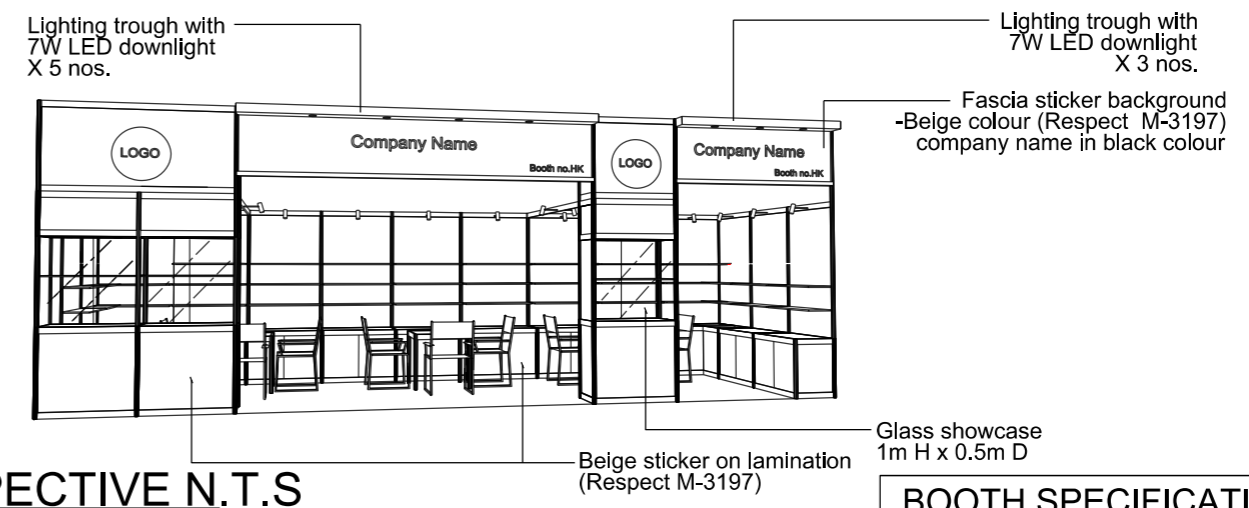 Lighting trough with
7W LED downlight
X 5 nos.
Lighting trough with
7W LED downlight
X 3 nos.
Fascia sticker background
-Beige colour (Respect M-3197)
company name in black colour
LOGO
Company Name
Booth no.HK
LOGO
Company Name
Booth no.HK
Glass showcase
1m H x 0.5m D
Beige sticker on lamination
(Respect M-3197)
PECTIVE N.T.S
BOOTH SPECIFICATI